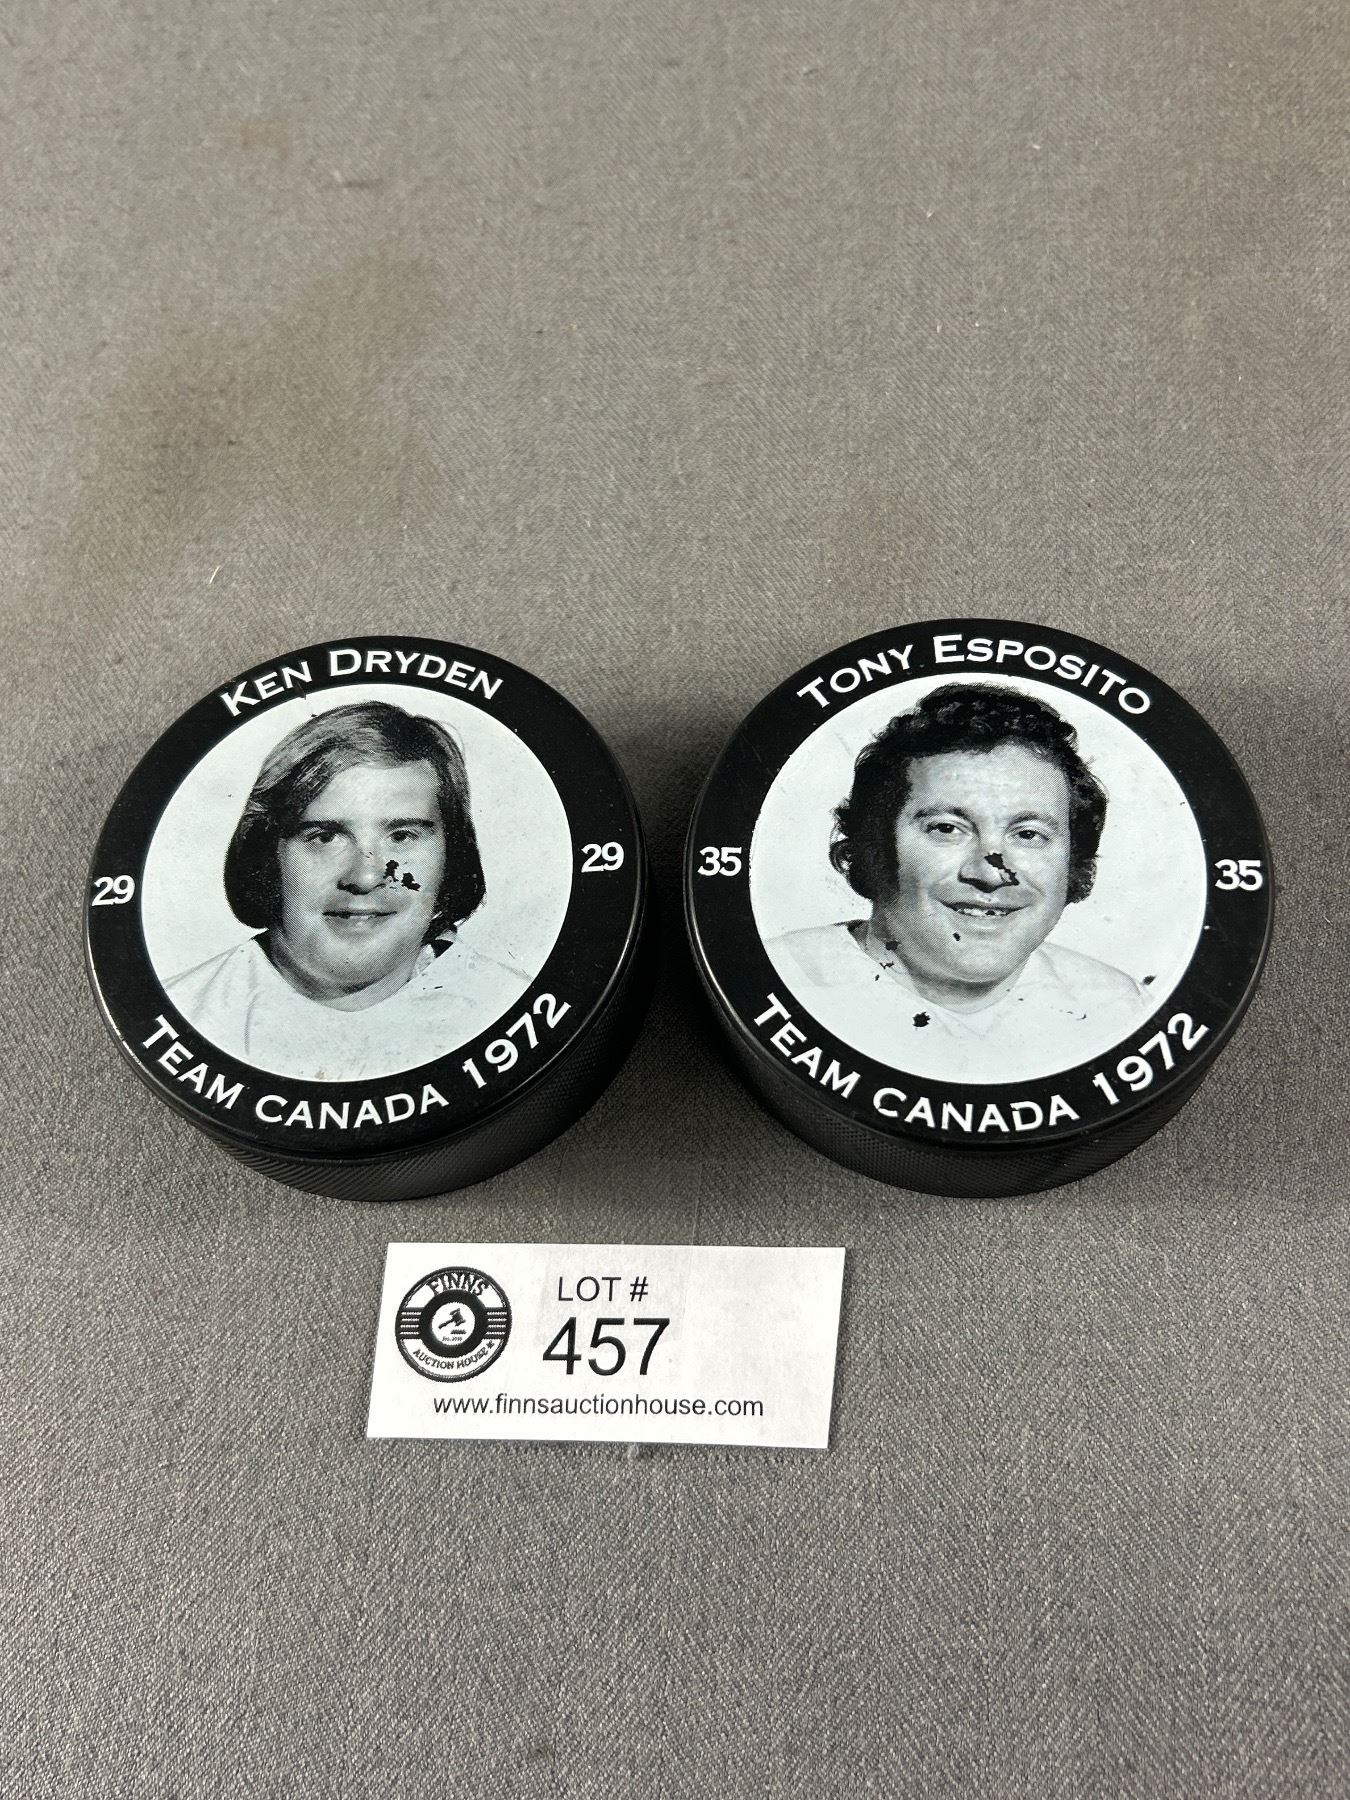 KEN DRYDEN
29
29
TEAM CANADA 1972
TONY ESPOSITO
35
35
TEAM CANADA 1972
FINNS
AUCTION HOUSE
LOT #
457
www.finnsauctionhouse.com